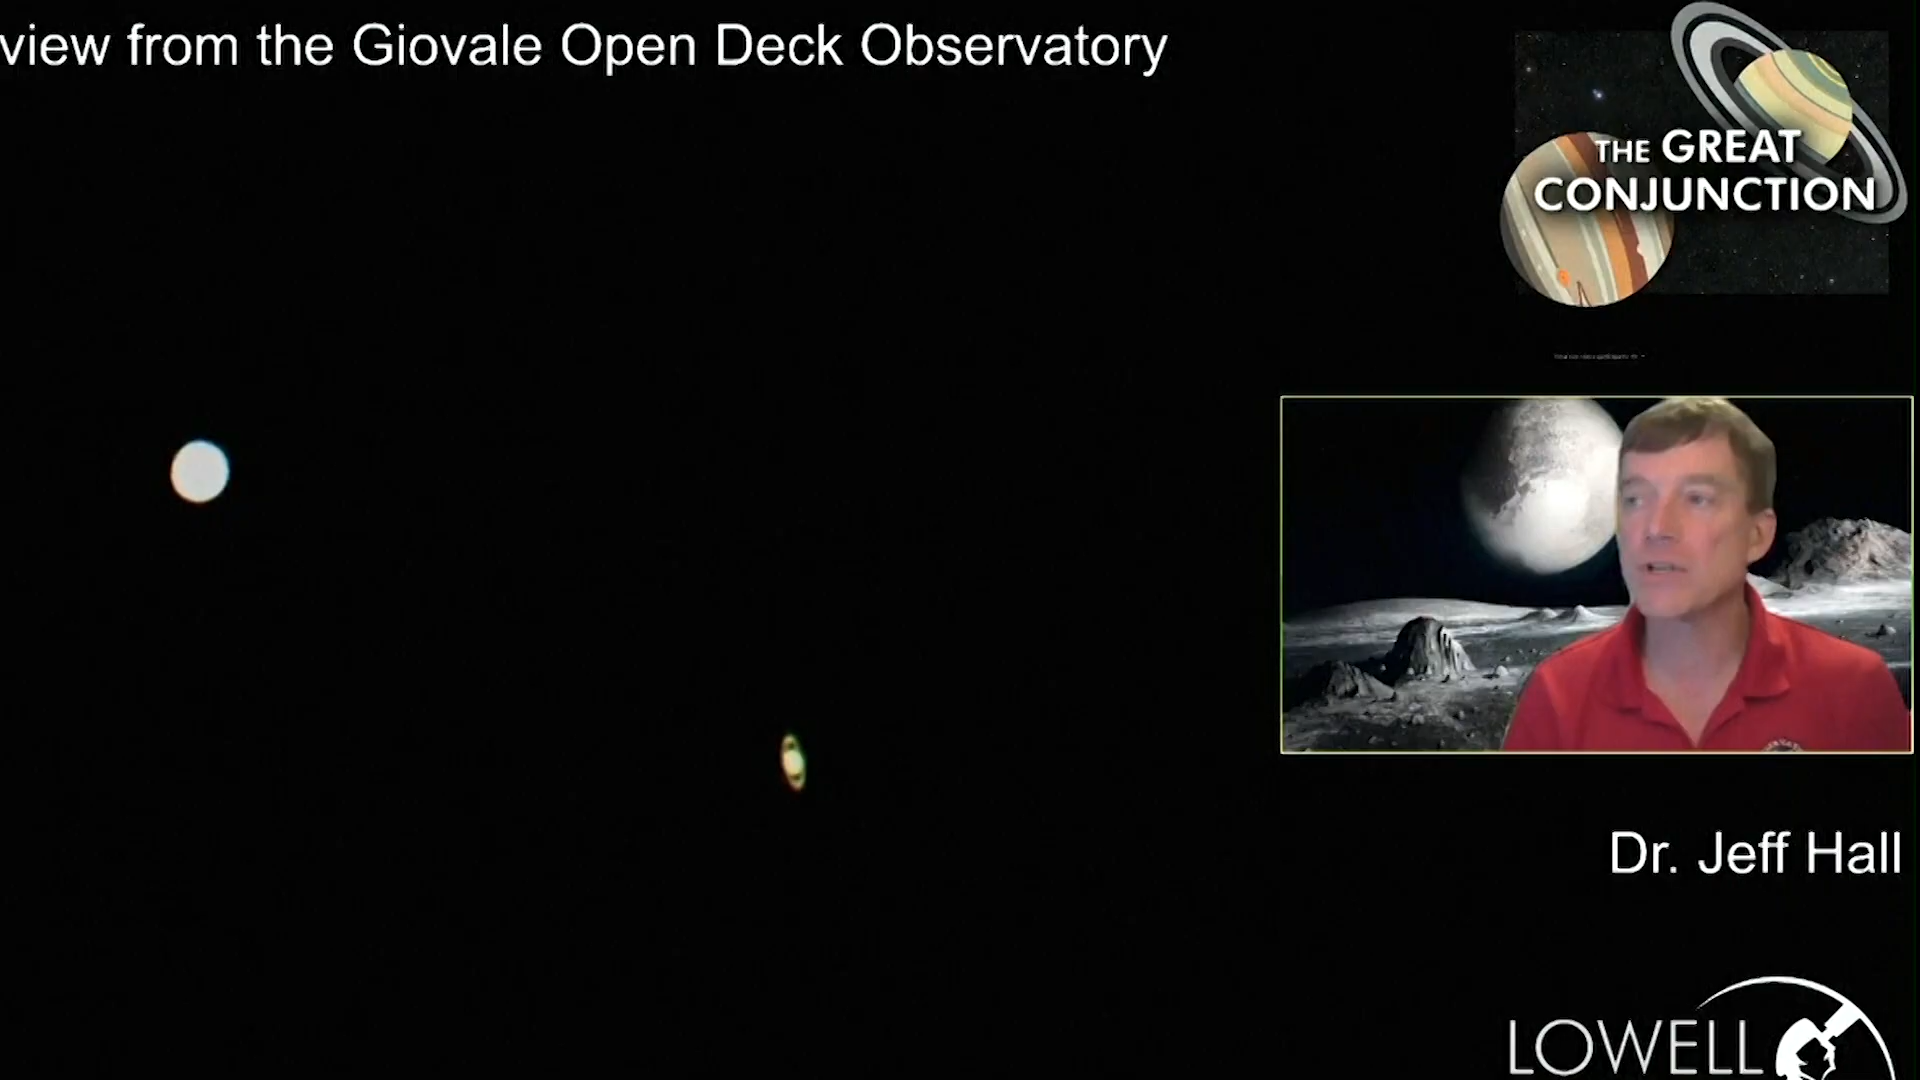 view from the Giovale Open Deck Observatory
THE GREAT
CONJUNCTION
Dr. Jeff Hall
LOWELL